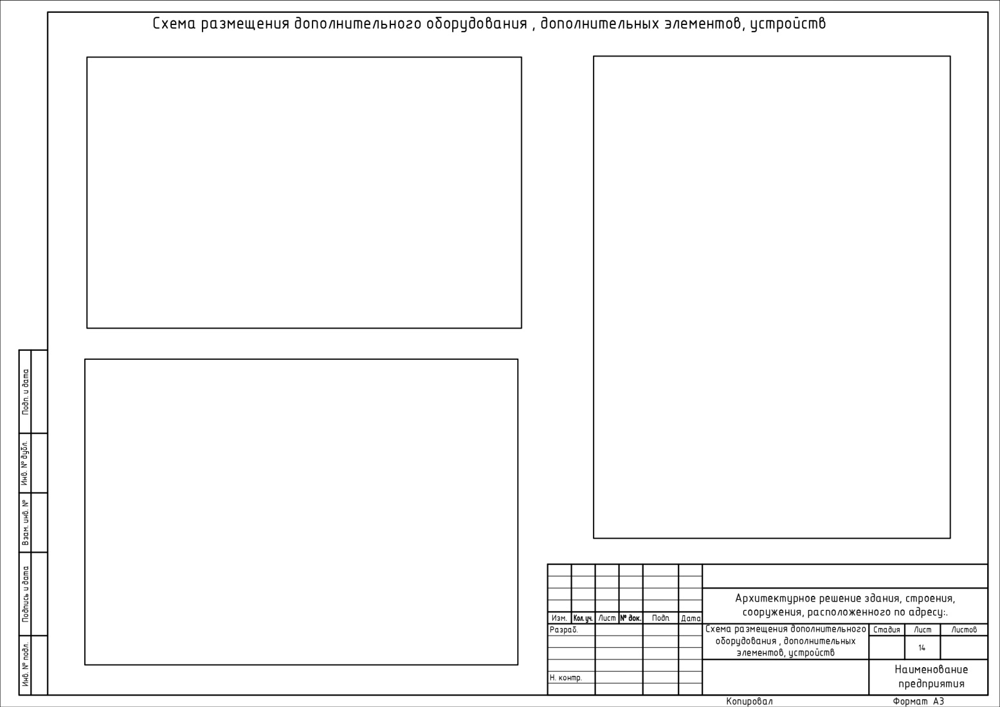 Схема размещения дополнительного оборудования , дополнительных элементов, устройств
Подп. и дата
Инв. № дубл.
Взам. инв. №
Подпись и дата
Инв. № подл.
Архитектурное решение здания, строения,
сооружения, расположенного по адресу:.
Изм. Кол.уч. Лист № док. Подп. Дата
Разраб.
Н. контр.
Схема размещения дополнительного
оборудования , дополнительных
элементов, устройств
Стадия Лист Листов
14
Наименование
предприятия
Копировал
Формат А3